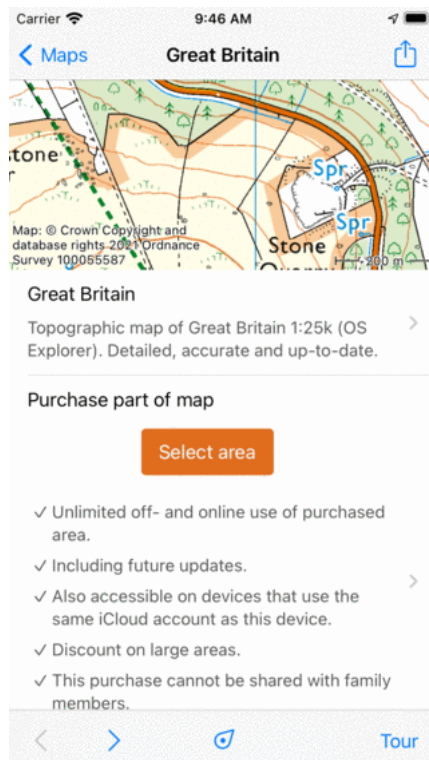 Carrier 9:46 AM
Maps Great Britain
tone
Spr
Spr
Map: © Crown Copyright and
database rights 2021 Ordnance
Survey 100055587
Stone
200 m
Great Britain
Topographic map of Great Britain 1:25k (OS
Explorer). Detailed, accurate and up-to-date.
Purchase part of map
Select area
✓ Unlimited off- and online use of purchased
area.
✓ Including future updates.
✓ Also accessible on devices that use the
same iCloud account as this device.
✓ Discount on large areas.
✓ This purchase cannot be shared with family
members.
Tour